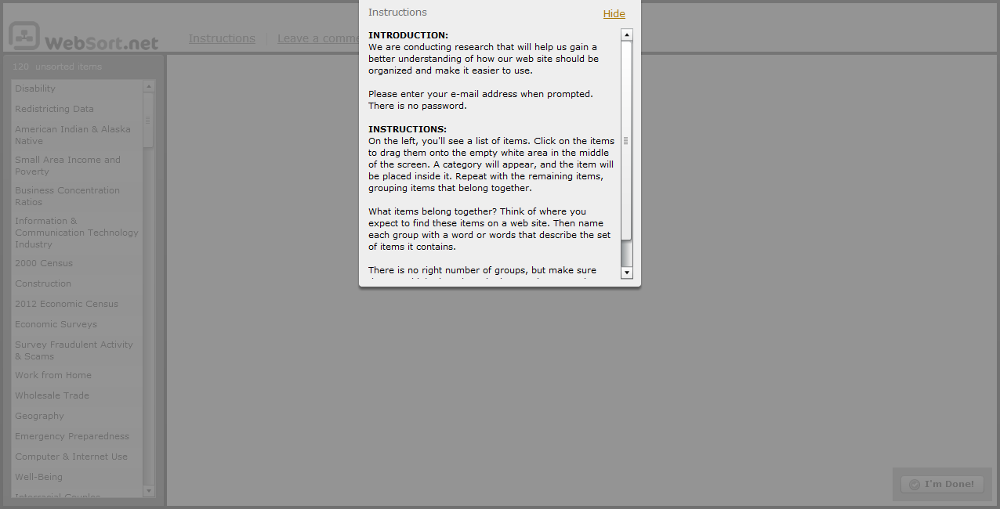 Instructions
Hide
WebSort.net
Instructions
Leave a comme
120 unsorted items
Disability
Redistricting Data
American Indian & Alaska
Native
Small Area Income and
Poverty
Business Concentration
Ratios
Information &
Communication Technology
Industry
2000 Census
Construction
2012 Economic Census
Economic Surveys
Survey Fraudulent Activity
& Scams
Work from Home
Wholesale Trade
Geography
Emergency Preparedness
Computer & Internet Use
Well-Being
Interracial Couples
INTRODUCTION:
We are conducting research that will help us gain a
better understanding of how our web site should be
organized and make it easier to use.
Please enter your e-mail address when prompted.
There is no password.
INSTRUCTIONS:
On the left, you'll see a list of items. Click on the items
to drag them onto the empty white area in the middle
of the screen. A category will appear, and the item will
be placed inside it. Repeat with the remaining items,
grouping items that belong together.
What items belong together? Think of where you
expect to find these items on a web site. Then name
each group with a word or words that describe the set
of items it contains.
There is no right number of groups, but make sure
I'm Done!